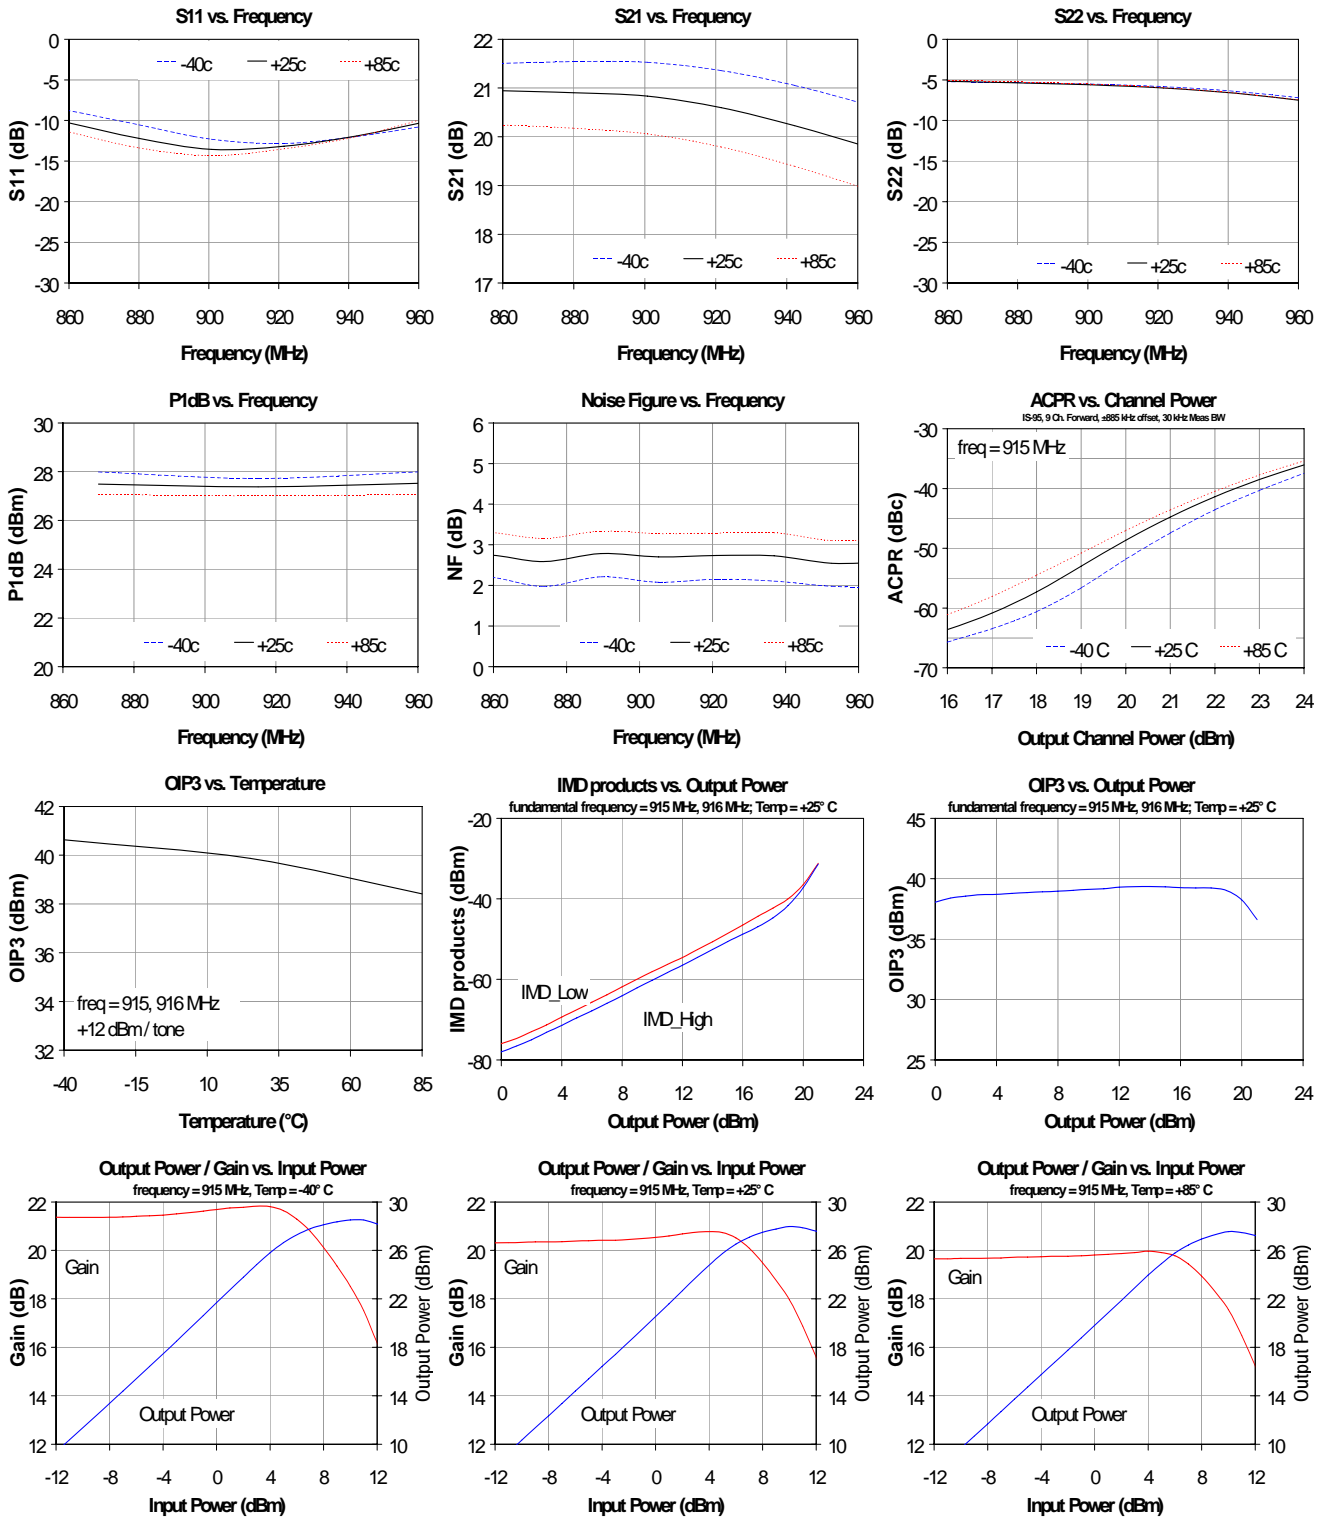 S11 vs. Frequency
0
-5
-10
-15
-20
-25
-30
S11 (dB)
-40c +25c +85c
860 880 900 920 940 960
Frequency (MHz)
S21 vs. Frequency
22
21
20
19
18
17
S21 (dB)
-40c +25c +85c
860 880 900 920 940 960
Frequency (MHz)
S22 vs. Frequency
0
-5
-10
-15
-20
-25
-30
S22 (dB)
-40c +25c +85c
860 880 900 920 940 960
Frequency (MHz)
P1dB vs. Frequency
30
28
26
24
22
20
P1dB (dBm)
-40c +25c +85c
860 880 900 920 940 960
Frequency (MHz)
Noise Figure vs. Frequency
6
5
4
3
2
1
0
NF (dB)
-40c +25c +85c
860 880 900 920 940 960
Frequency (MHz)
ACPR vs. Channel Power
IS-95, 9 Ch. Forward, ±885 kHz offset, 30 kHz Meas BW
freq = 915 MHz
-30
-40
-50
-60
-70
ACPR (dBc)
-40 C +25 C +85 C
16 17 18 19 20 21 22 23 24
Output Channel Power (dBm)
OIP3 vs. Temperature
42
40
38
36
34
32
OIP3 (dBm)
freq = 915, 916 MHz
+12 dBm / tone
-40 -15 10 35 60 85
Temperature (°C)
IMD products vs. Output Power
fundamental frequency = 915 MHz, 916 MHz; Temp = +25° C
-20
-40
-60
-80
IMD products (dBm)
IMD_Low
IMD_High
0 4 8 12 16 20 24
Output Power (dBm)
OIP3 vs. Output Power
fundamental frequency = 915 MHz, 916 MHz; Temp = +25° C
45
40
35
30
25
OIP3 (dBm)
0 4 8 12 16 20 24
Output Power (dBm)
Output Power / Gain vs. Input Power
frequency = 915 MHz, Temp = -40° C
22
20
18
16
14
12
Gain (dB)
Gain
Output Power
30
26
22
18
14
10
Output Power (dBm)
-12 -8 -4 0 4 8 12
Input Power (dBm)
Output Power / Gain vs. Input Power
frequency = 915 MHz, Temp = +25° C
22
20
18
16
14
12
Gain (dB)
Gain
Output Power
30
26
22
18
14
10
Output Power (dBm)
-12 -8 -4 0 4 8 12
Input Power (dBm)
Output Power / Gain vs. Input Power
frequency = 915 MHz, Temp = +85° C
22
20
18
16
14
12
Gain (dB)
Gain
Output Power
30
26
22
18
14
10
Output Power (dBm)
-12 -8 -4 0 4 8 12
Input Power (dBm)